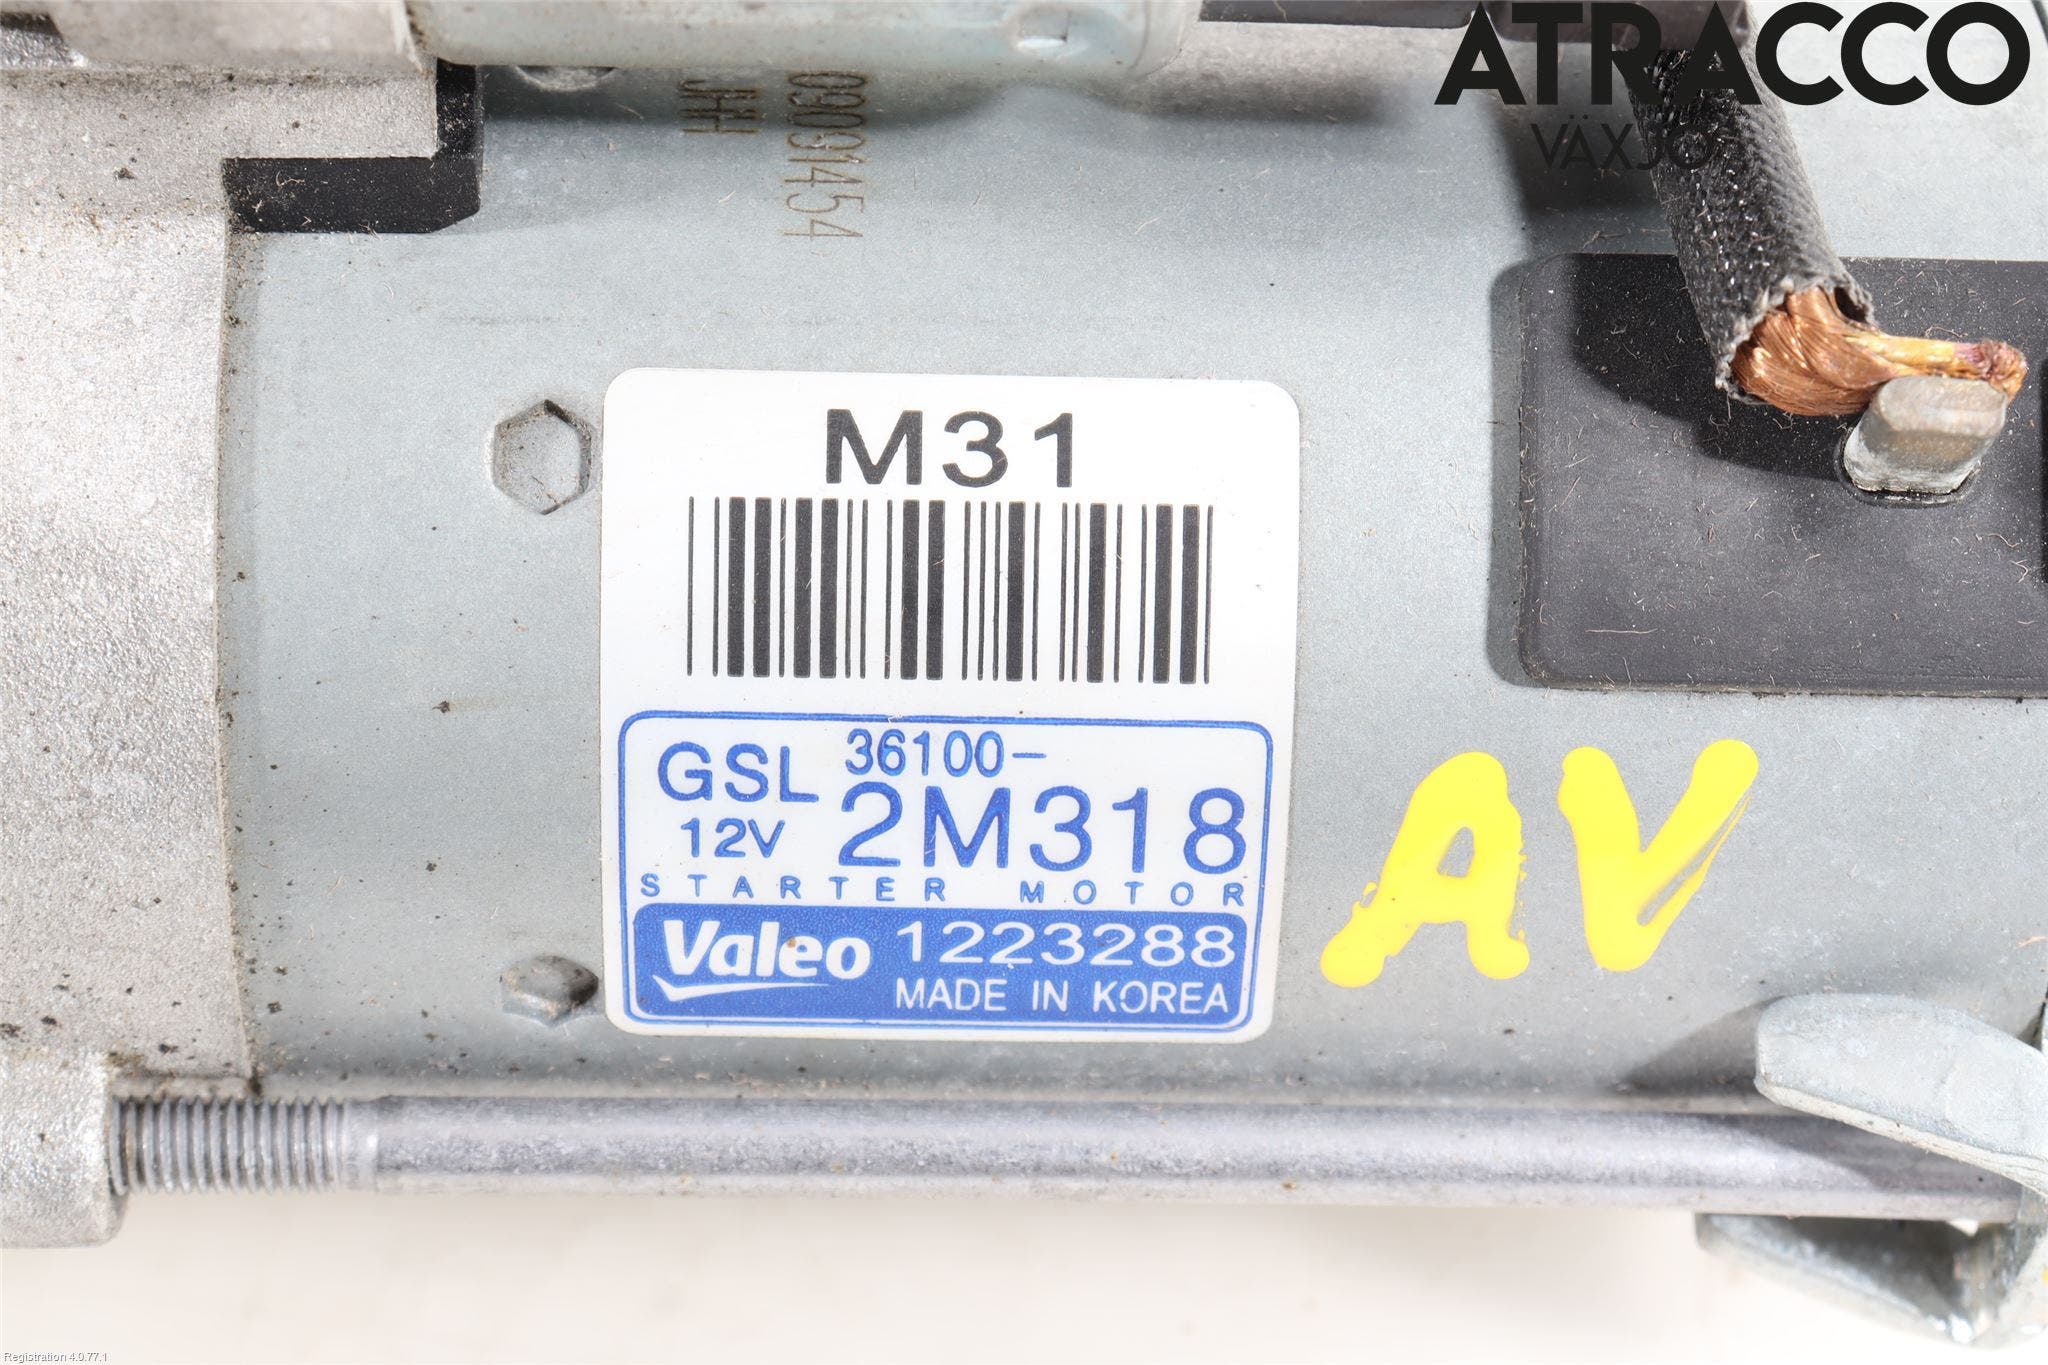 ATRACCO
VÄXJÖ
09091454
JHH
M31
GSL 36100-
12V 2M318
STARTER MOTOR
Valeo 1223288
MADE IN KOREA
AV
Registration 4.0.77.1